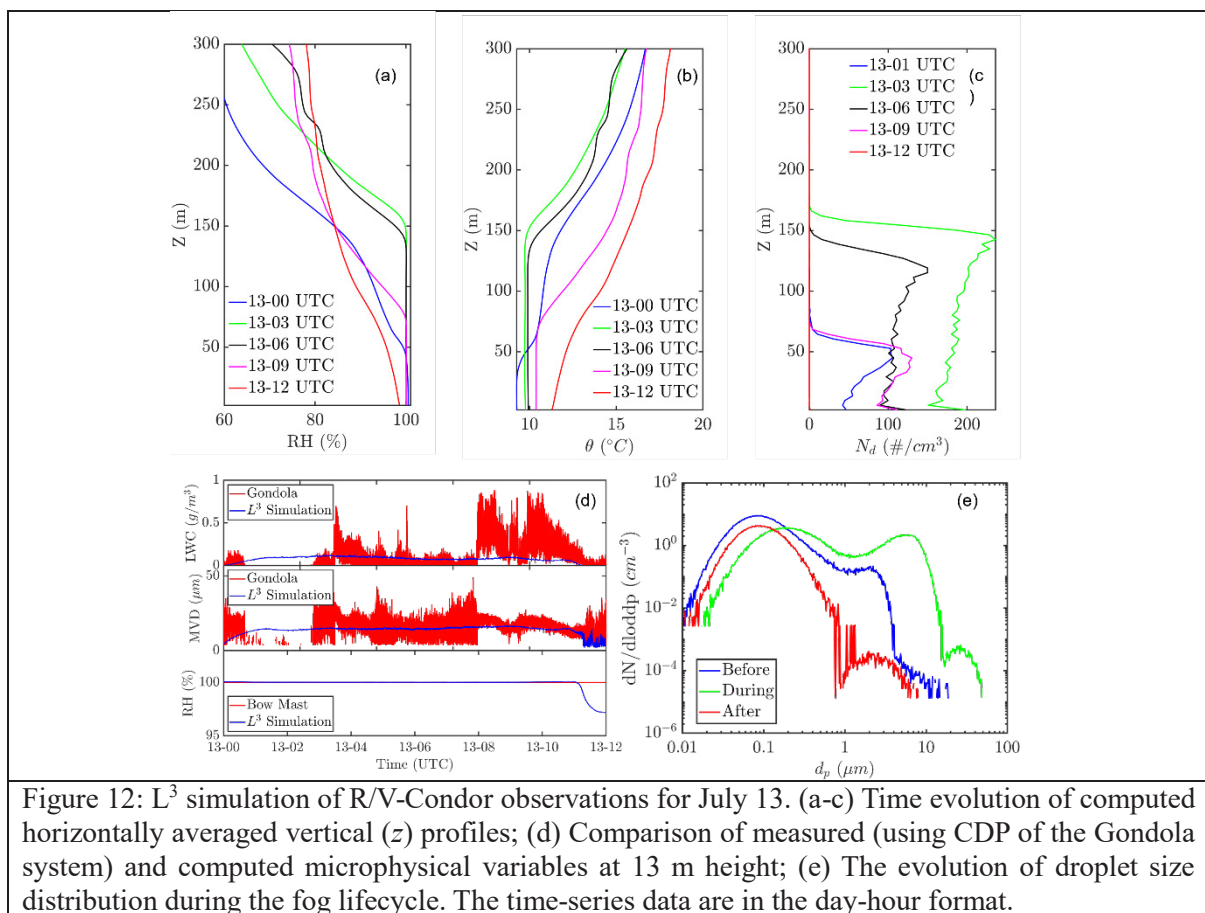 300
250
200
150
100
50
Z (m)
(a)
13-00 UTC
13-03 UTC
13-06 UTC
13-09 UTC
13-12 UTC
60
80
100
RH (%)
300
250
200
150
100
50
Z (m)
(b)
13-00 UTC
13-03 UTC
13-06 UTC
13-09 UTC
13-12 UTC
10
15
20
θ (°C)
300
250
200
150
100
50
Z (m)
(c
)
13-01 UTC
13-03 UTC
13-06 UTC
13-09 UTC
13-12 UTC
0
100
200
N_d (#/cm³)
1
0.5
0
LWC (g/m³)
Gondola
L³ Simulation
(d)
50
0
MVD (μm)
Gondola
L³ Simulation
100
95
RH (%)
Bow Mast
L³ Simulation
13-00
13-02
13-04
13-06
13-08
13-10
13-12
Time (UTC)
10²
10⁰
10⁻²
10⁻⁴
10⁻⁶
dN/dloddp (cm⁻³)
(e)
Before
During
After
0.01
0.1
1
10
100
d_p (μm)
Figure 12: L³ simulation of R/V-Condor observations for July 13. (a-c) Time evolution of computed
horizontally averaged vertical (z) profiles; (d) Comparison of measured (using CDP of the Gondola
system) and computed microphysical variables at 13 m height; (e) The evolution of droplet size
distribution during the fog lifecycle. The time-series data are in the day-hour format.